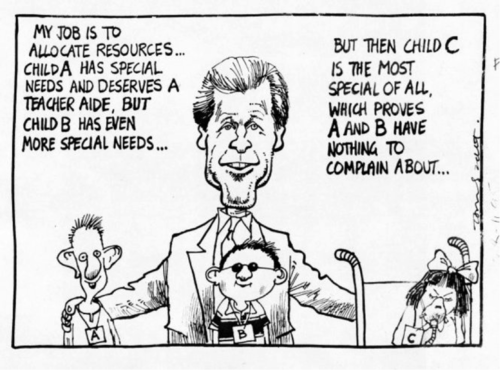 MY JOB IS TO
ALLOCATE RESOURCES...
CHILD A HAS SPECIAL
NEEDS AND DESERVES A
TEACHER AIDE, BUT
CHILD B HAS EVEN
MORE SPECIAL NEEDS...
BUT THEN CHILD C
IS THE MOST
SPECIAL OF ALL,
WHICH PROVES
A AND B HAVE
NOTHING TO
COMPLAIN ABOUT...
A
B
C